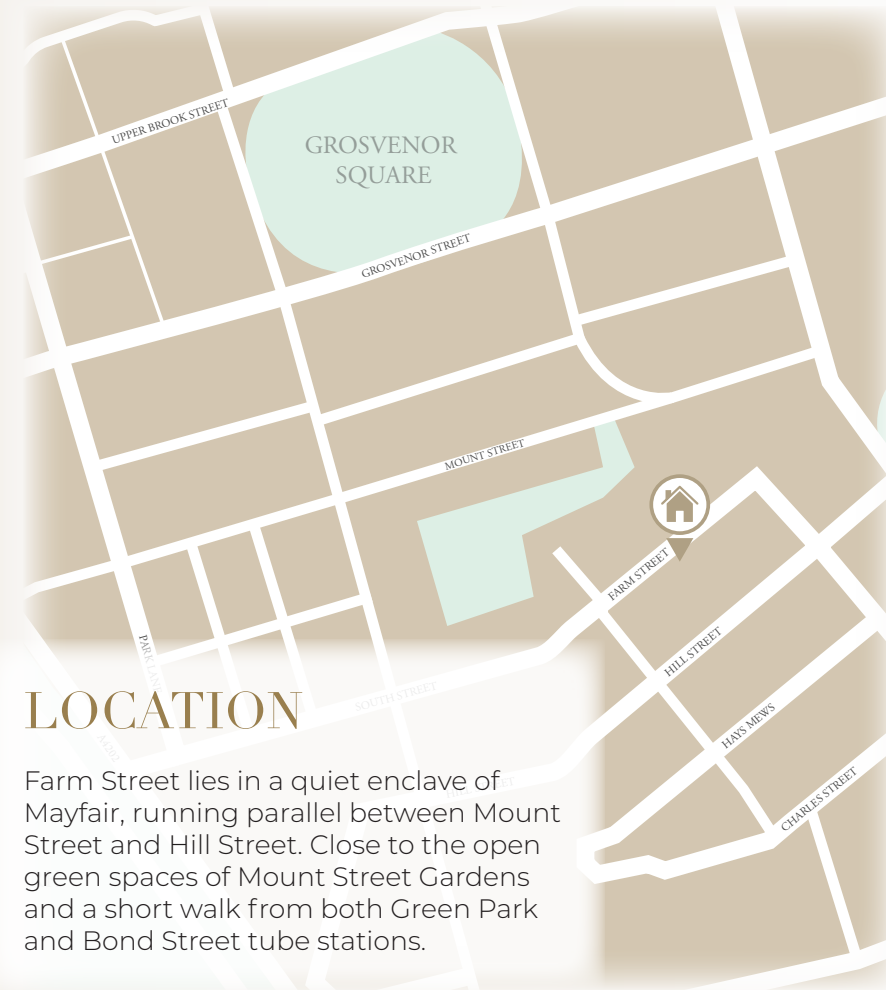 UPPER BROOK STREET
GROSVENOR
SQUARE
GROSVENOR STREET
MOUNT STREET
FARM STREET
HILL STREET
PARK LANE
SOUTH STREET
HAYS MEWS
A4202
CHARLES STREET
LOCATION
Farm Street lies in a quiet enclave of
Mayfair, running parallel between Mount
Street and Hill Street. Close to the open
green spaces of Mount Street Gardens
and a short walk from both Green Park
and Bond Street tube stations.